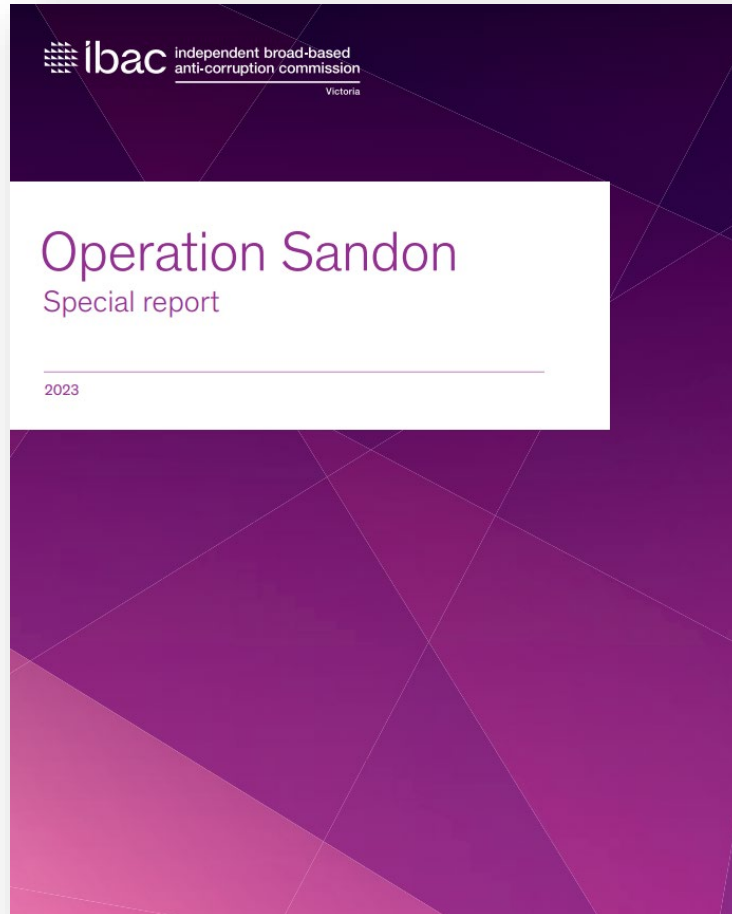 ibac independent broad-based
anti-corruption commission
Victoria
Operation Sandon
Special report
2023